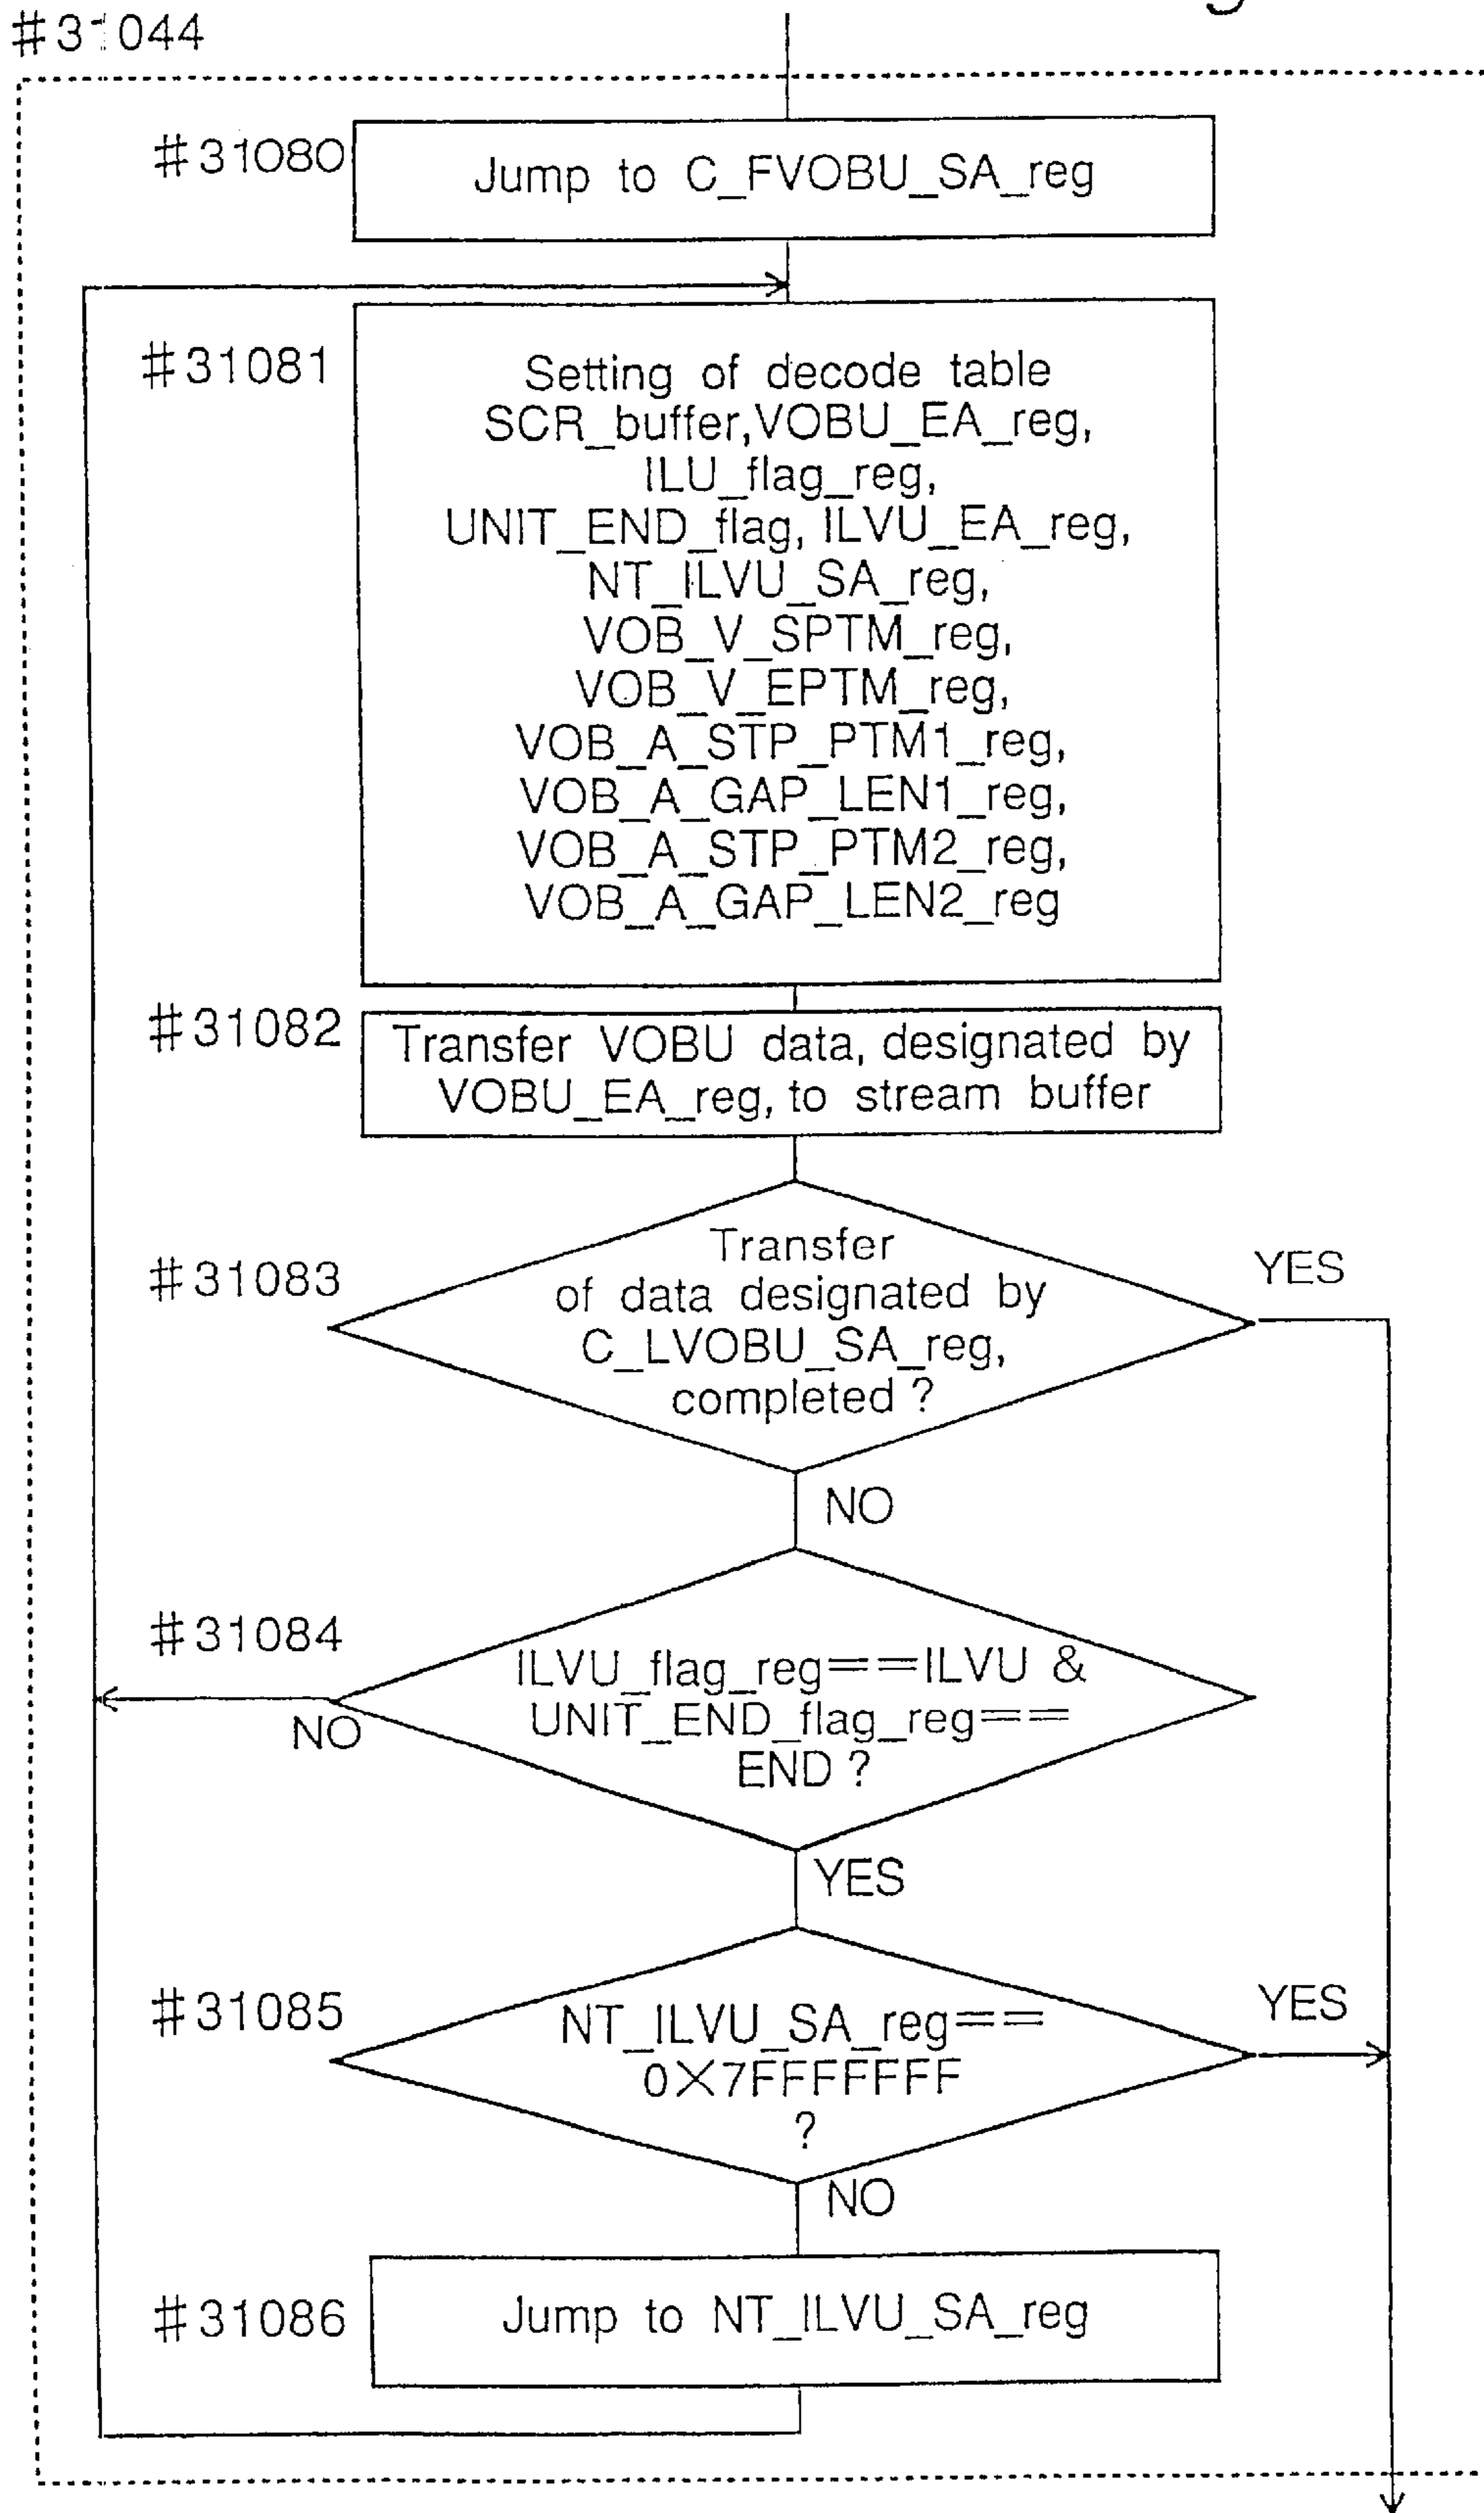 #31044
#31080
Jump to C_FVOBU_SA_reg
#31081
Setting of decode table
SCR_buffer,VOBU_EA_reg,
ILU_flag_reg,
UNIT_END_flag, ILVU_EA_reg,
NT_ILVU_SA_reg,
VOB_V_SPTM_reg,
VOB_V_EPTM_reg,
VOB_A_STP_PTM1_reg,
VOB_A_GAP_LEN1_reg,
VOB_A_STP_PTM2_reg,
VOB_A_GAP_LEN2_reg
#31082
Transfer VOBU data, designated by
VOBU_EA_reg, to stream buffer
#31083
Transfer
of data designated by
C_LVOBU_SA_reg,
completed ?
YES
NO
#31084
ILVU_flag_reg==ILVU &
UNIT_END_flag_reg==
END ?
NO
YES
#31085
NT_ILVU_SA_reg==
0X7FFFFFFF
?
YES
NO
#31086
Jump to NT_ILVU_SA_reg